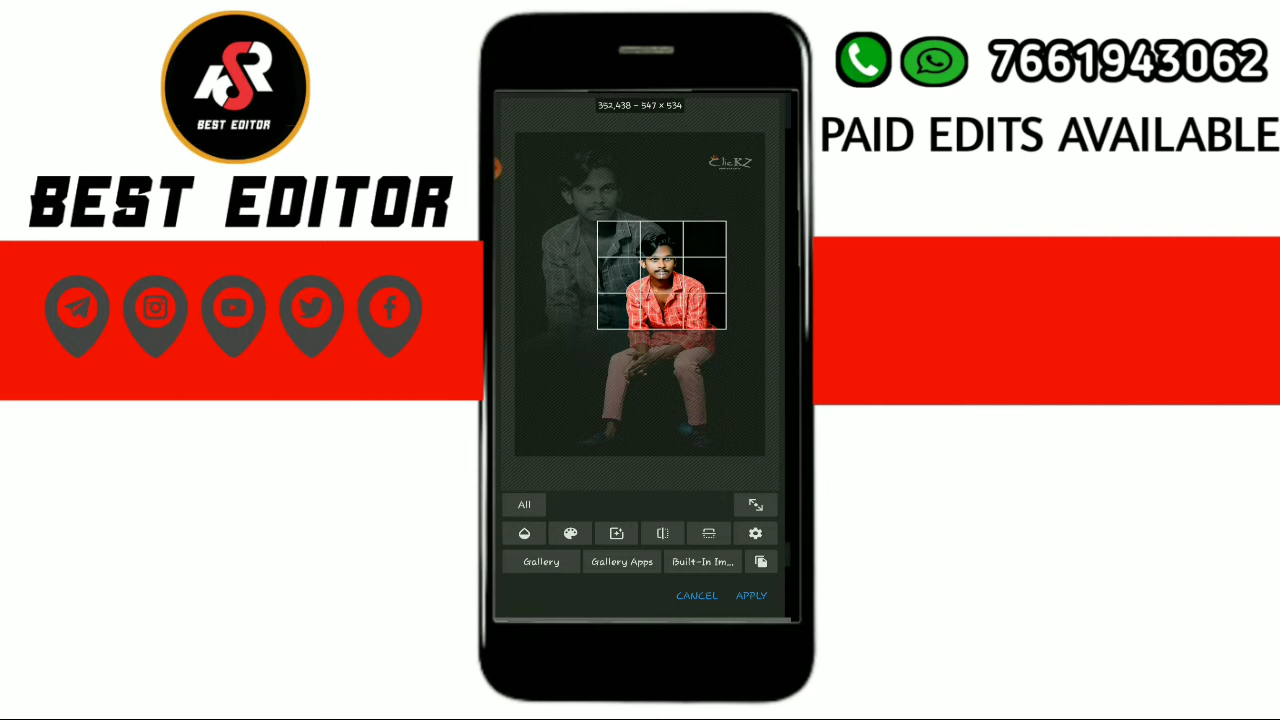 KSR
BEST EDITOR
BEST EDITOR
7661943062
PAID EDITS AVAILABLE
352,438 - 547 x 534
ClicKZ
All
Gallery
Gallery Apps
Built-In Im...
CANCEL
APPLY